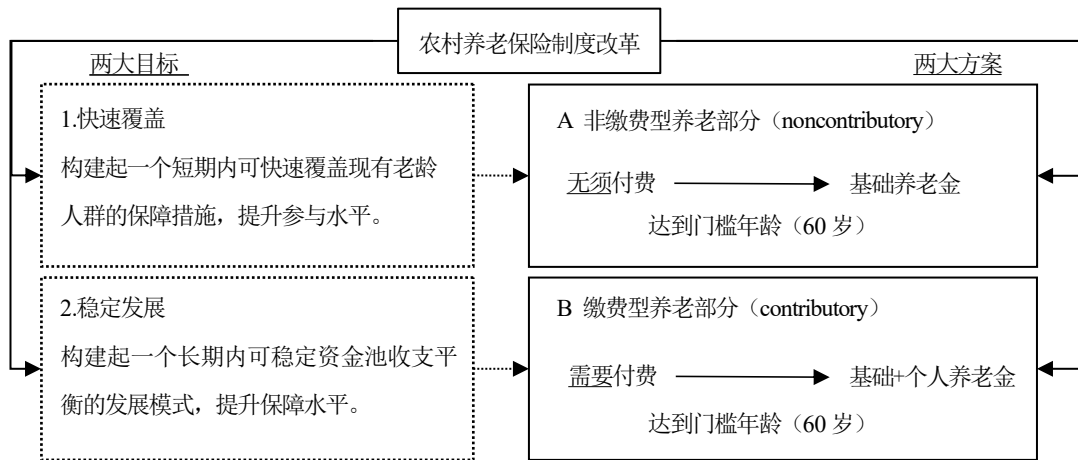 农村养老保险制度改革
两大目标
两大方案
1.快速覆盖
构建起一个短期内可快速覆盖现有老龄
人群的保障措施，提升参与水平。
A 非缴费型养老部分（noncontributory）
无须付费
基础养老金
达到门槛年龄（60 岁）
2.稳定发展
构建起一个长期内可稳定资金池收支平
衡的发展模式，提升保障水平。
B 缴费型养老部分（contributory）
需要付费
基础+个人养老金
达到门槛年龄（60 岁）